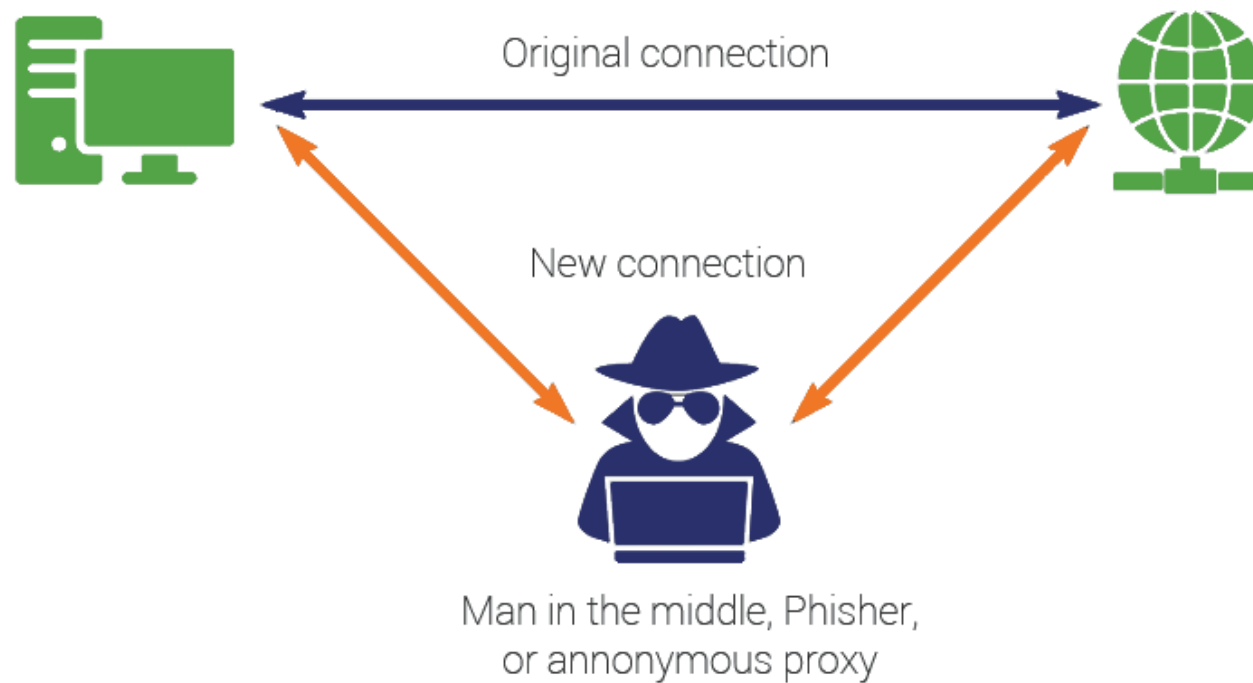 Original connection
New connection
Man in the middle, Phisher,
or annonymous proxy